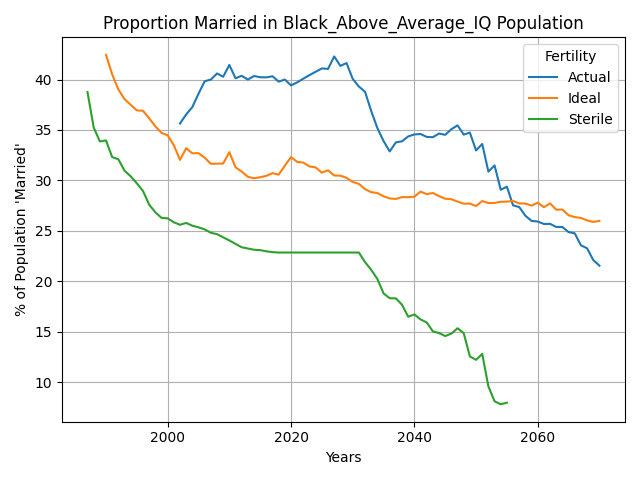 Proportion Married in Black_Above_Average_IQ Population
% of Population 'Married'
40
35
30
25
20
15
10
Fertility
Actual
Ideal
Sterile
2000
2020
2040
2060
Years